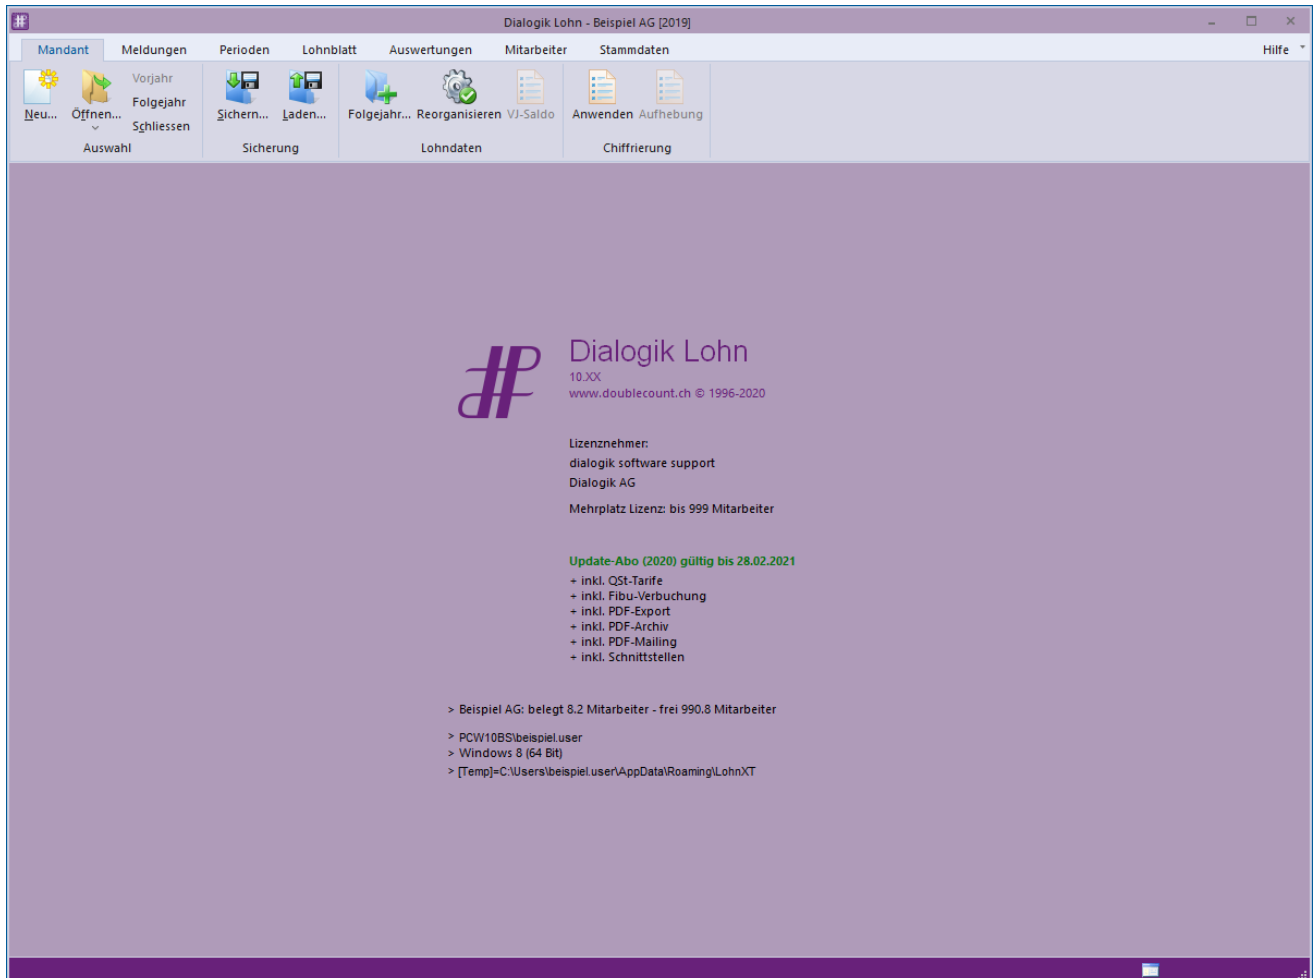 Dialogik Lohn - Beispiel AG [2019]
Mandant Meldungen Perioden Lohnblatt Auswertungen Mitarbeiter Stammdaten Hilfe
Neu... Öffnen... Vorjahr
Folgejahr
Schliessen
Sichern... Laden... Folgejahr... Reorganisieren VJ-Saldo Anwenden Aufhebung
Auswahl Sicherung Lohndaten Chiffrierung
Dialogik Lohn
10.XX
www.doublecount.ch © 1996-2020
Lizenznehmer:
dialogik software support
Dialogik AG
Mehrplatz Lizenz: bis 999 Mitarbeiter
Update-Abo (2020) gültig bis 28.02.2021
+ inkl. QSt-Tarife
+ inkl. Fibu-Verbuchung
+ inkl. PDF-Export
+ inkl. PDF-Archiv
+ inkl. PDF-Mailing
+ inkl. Schnittstellen
> Beispiel AG: belegt 8.2 Mitarbeiter - frei 990.8 Mitarbeiter
> PCW10BS\beispiel.user
> Windows 8 (64 Bit)
> [Temp]=C:\Users\beispiel.user\AppData\Roaming\LohnXT